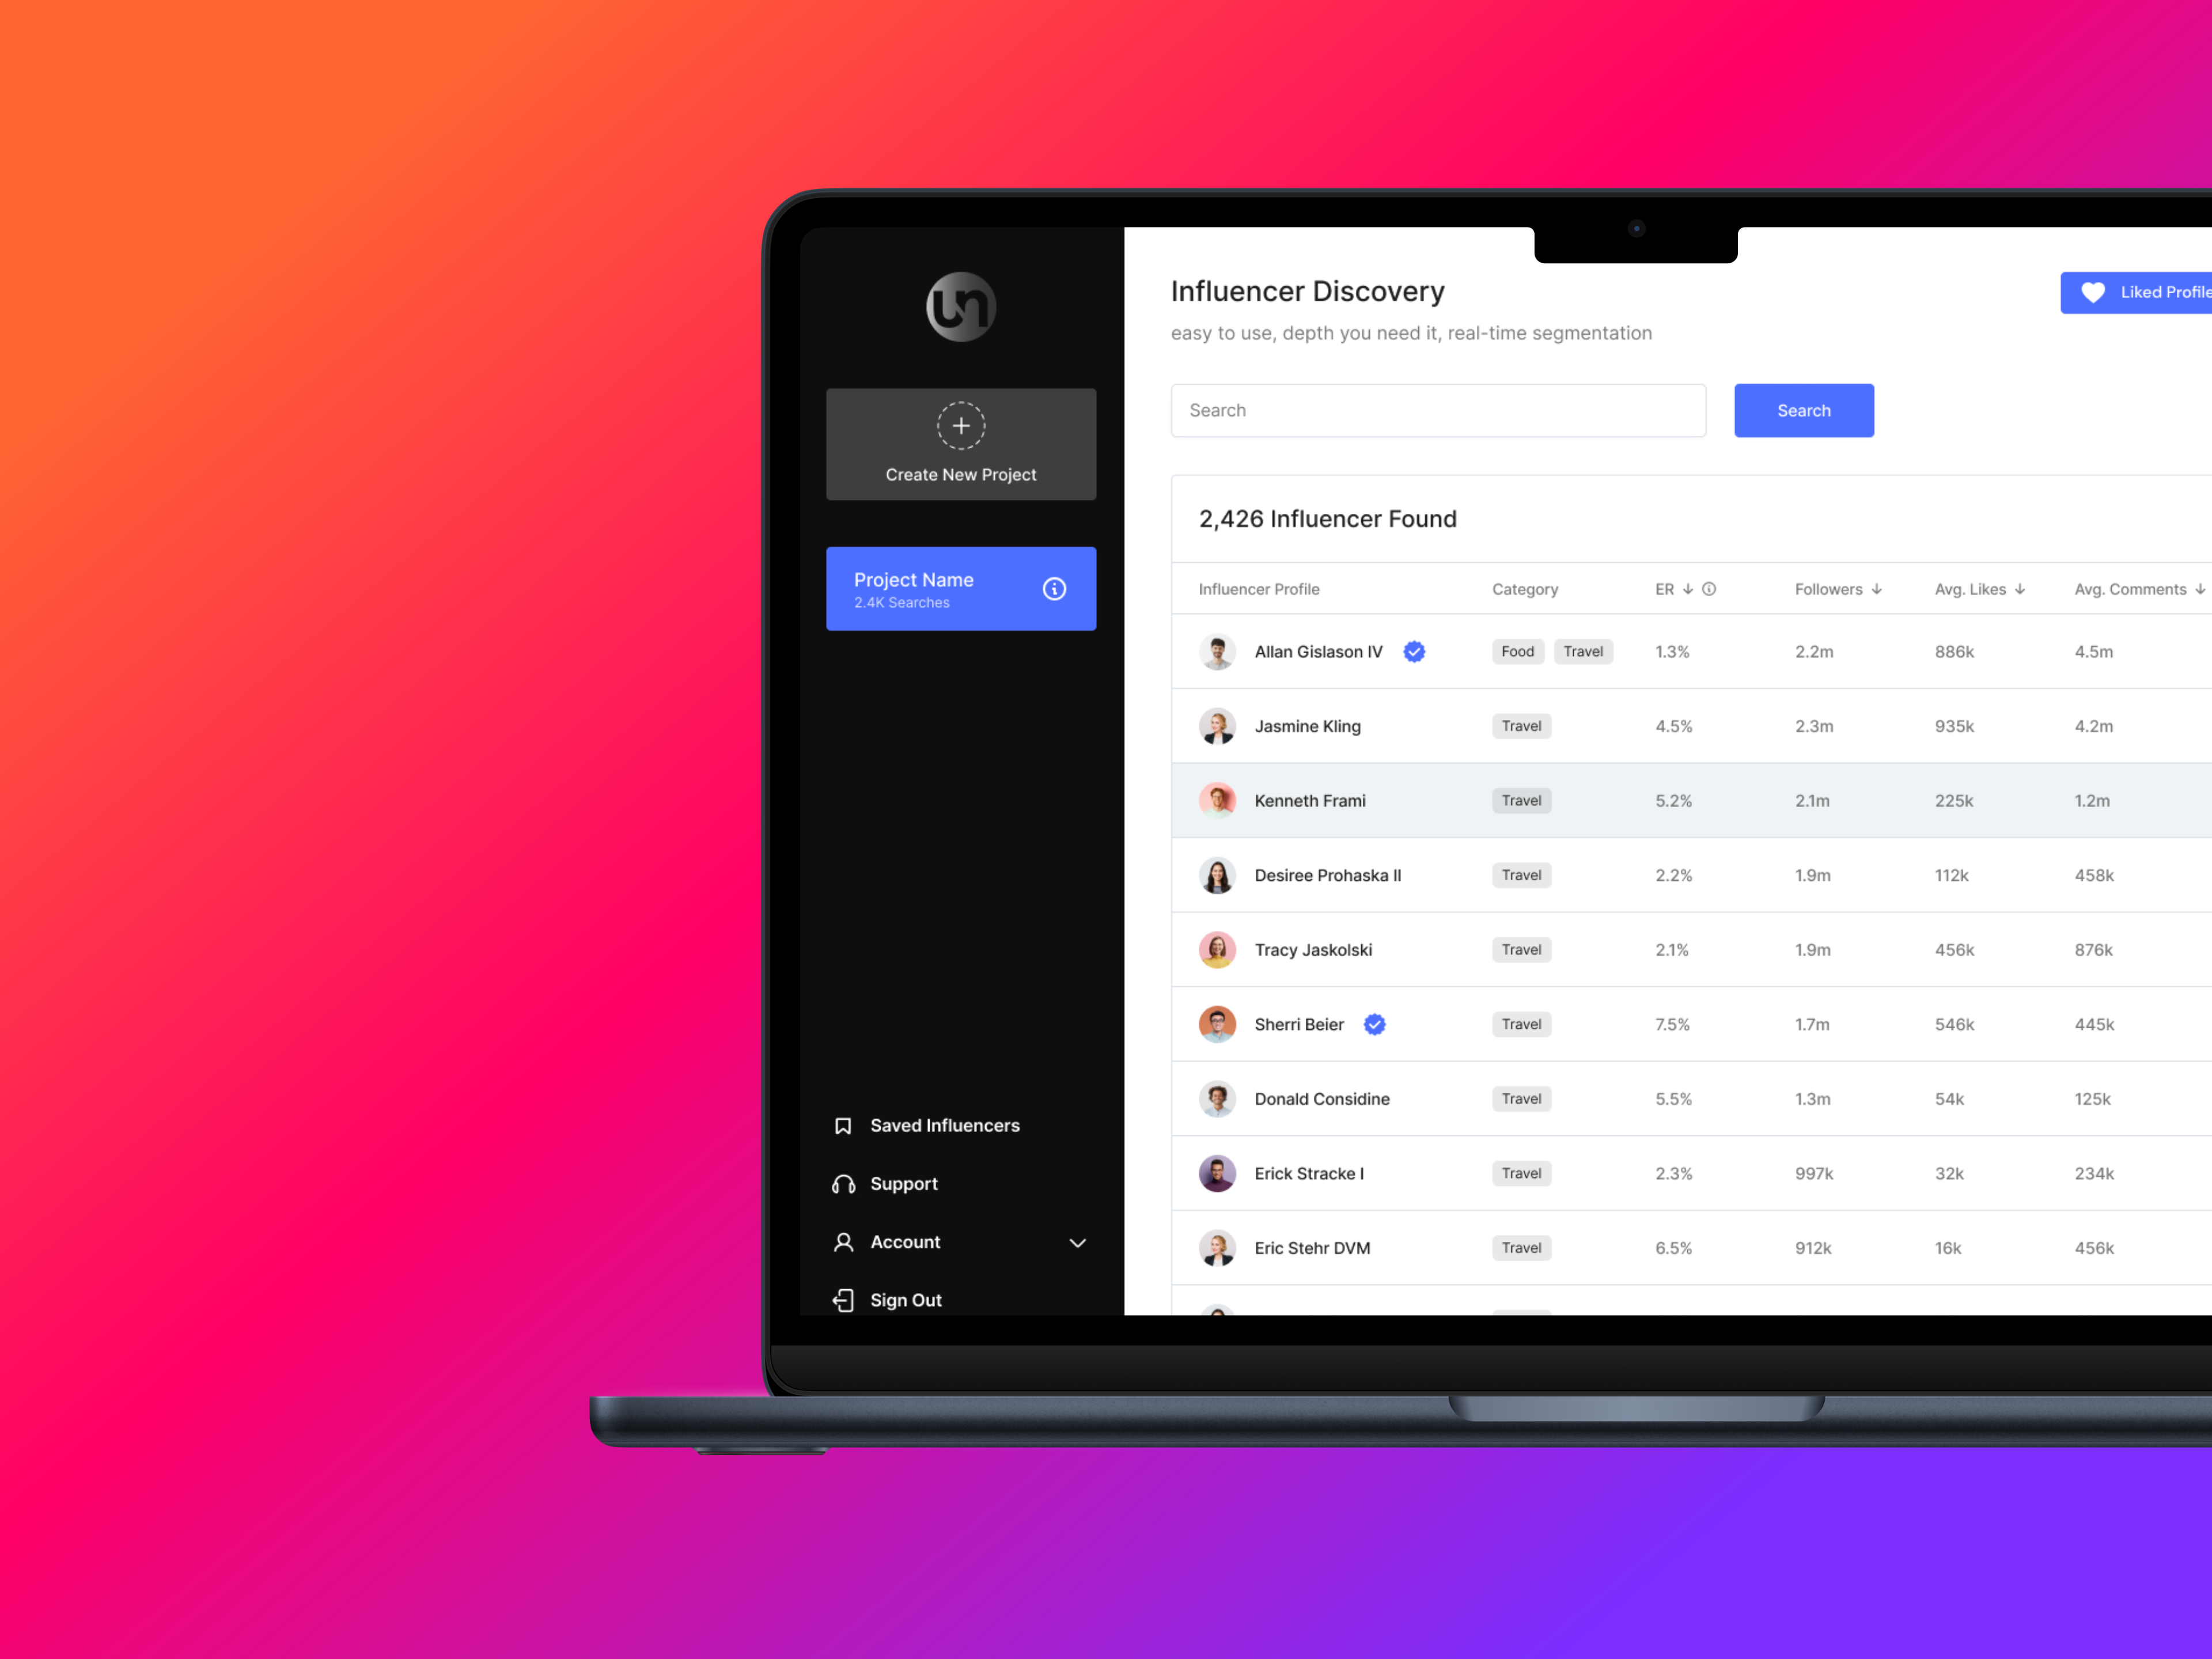 un
Create New Project
Project Name
2.4K Searches
Saved Influencers
Support
Account
Sign Out
Influencer Discovery
easy to use, depth you need it, real-time segmentation
Liked Profile
Search
Search
2,426 Influencer Found
Influencer Profile Category ER Followers Avg. Likes Avg. Comments
Allan Gislason IV Food Travel 1.3% 2.2m 886k 4.5m
Jasmine Kling Travel 4.5% 2.3m 935k 4.2m
Kenneth Frami Travel 5.2% 2.1m 225k 1.2m
Desiree Prohaska II Travel 2.2% 1.9m 112k 458k
Tracy Jaskolski Travel 2.1% 1.9m 456k 876k
Sherri Beier Travel 7.5% 1.7m 546k 445k
Donald Considine Travel 5.5% 1.3m 54k 125k
Erick Stracke I Travel 2.3% 997k 32k 234k
Eric Stehr DVM Travel 6.5% 912k 16k 456k